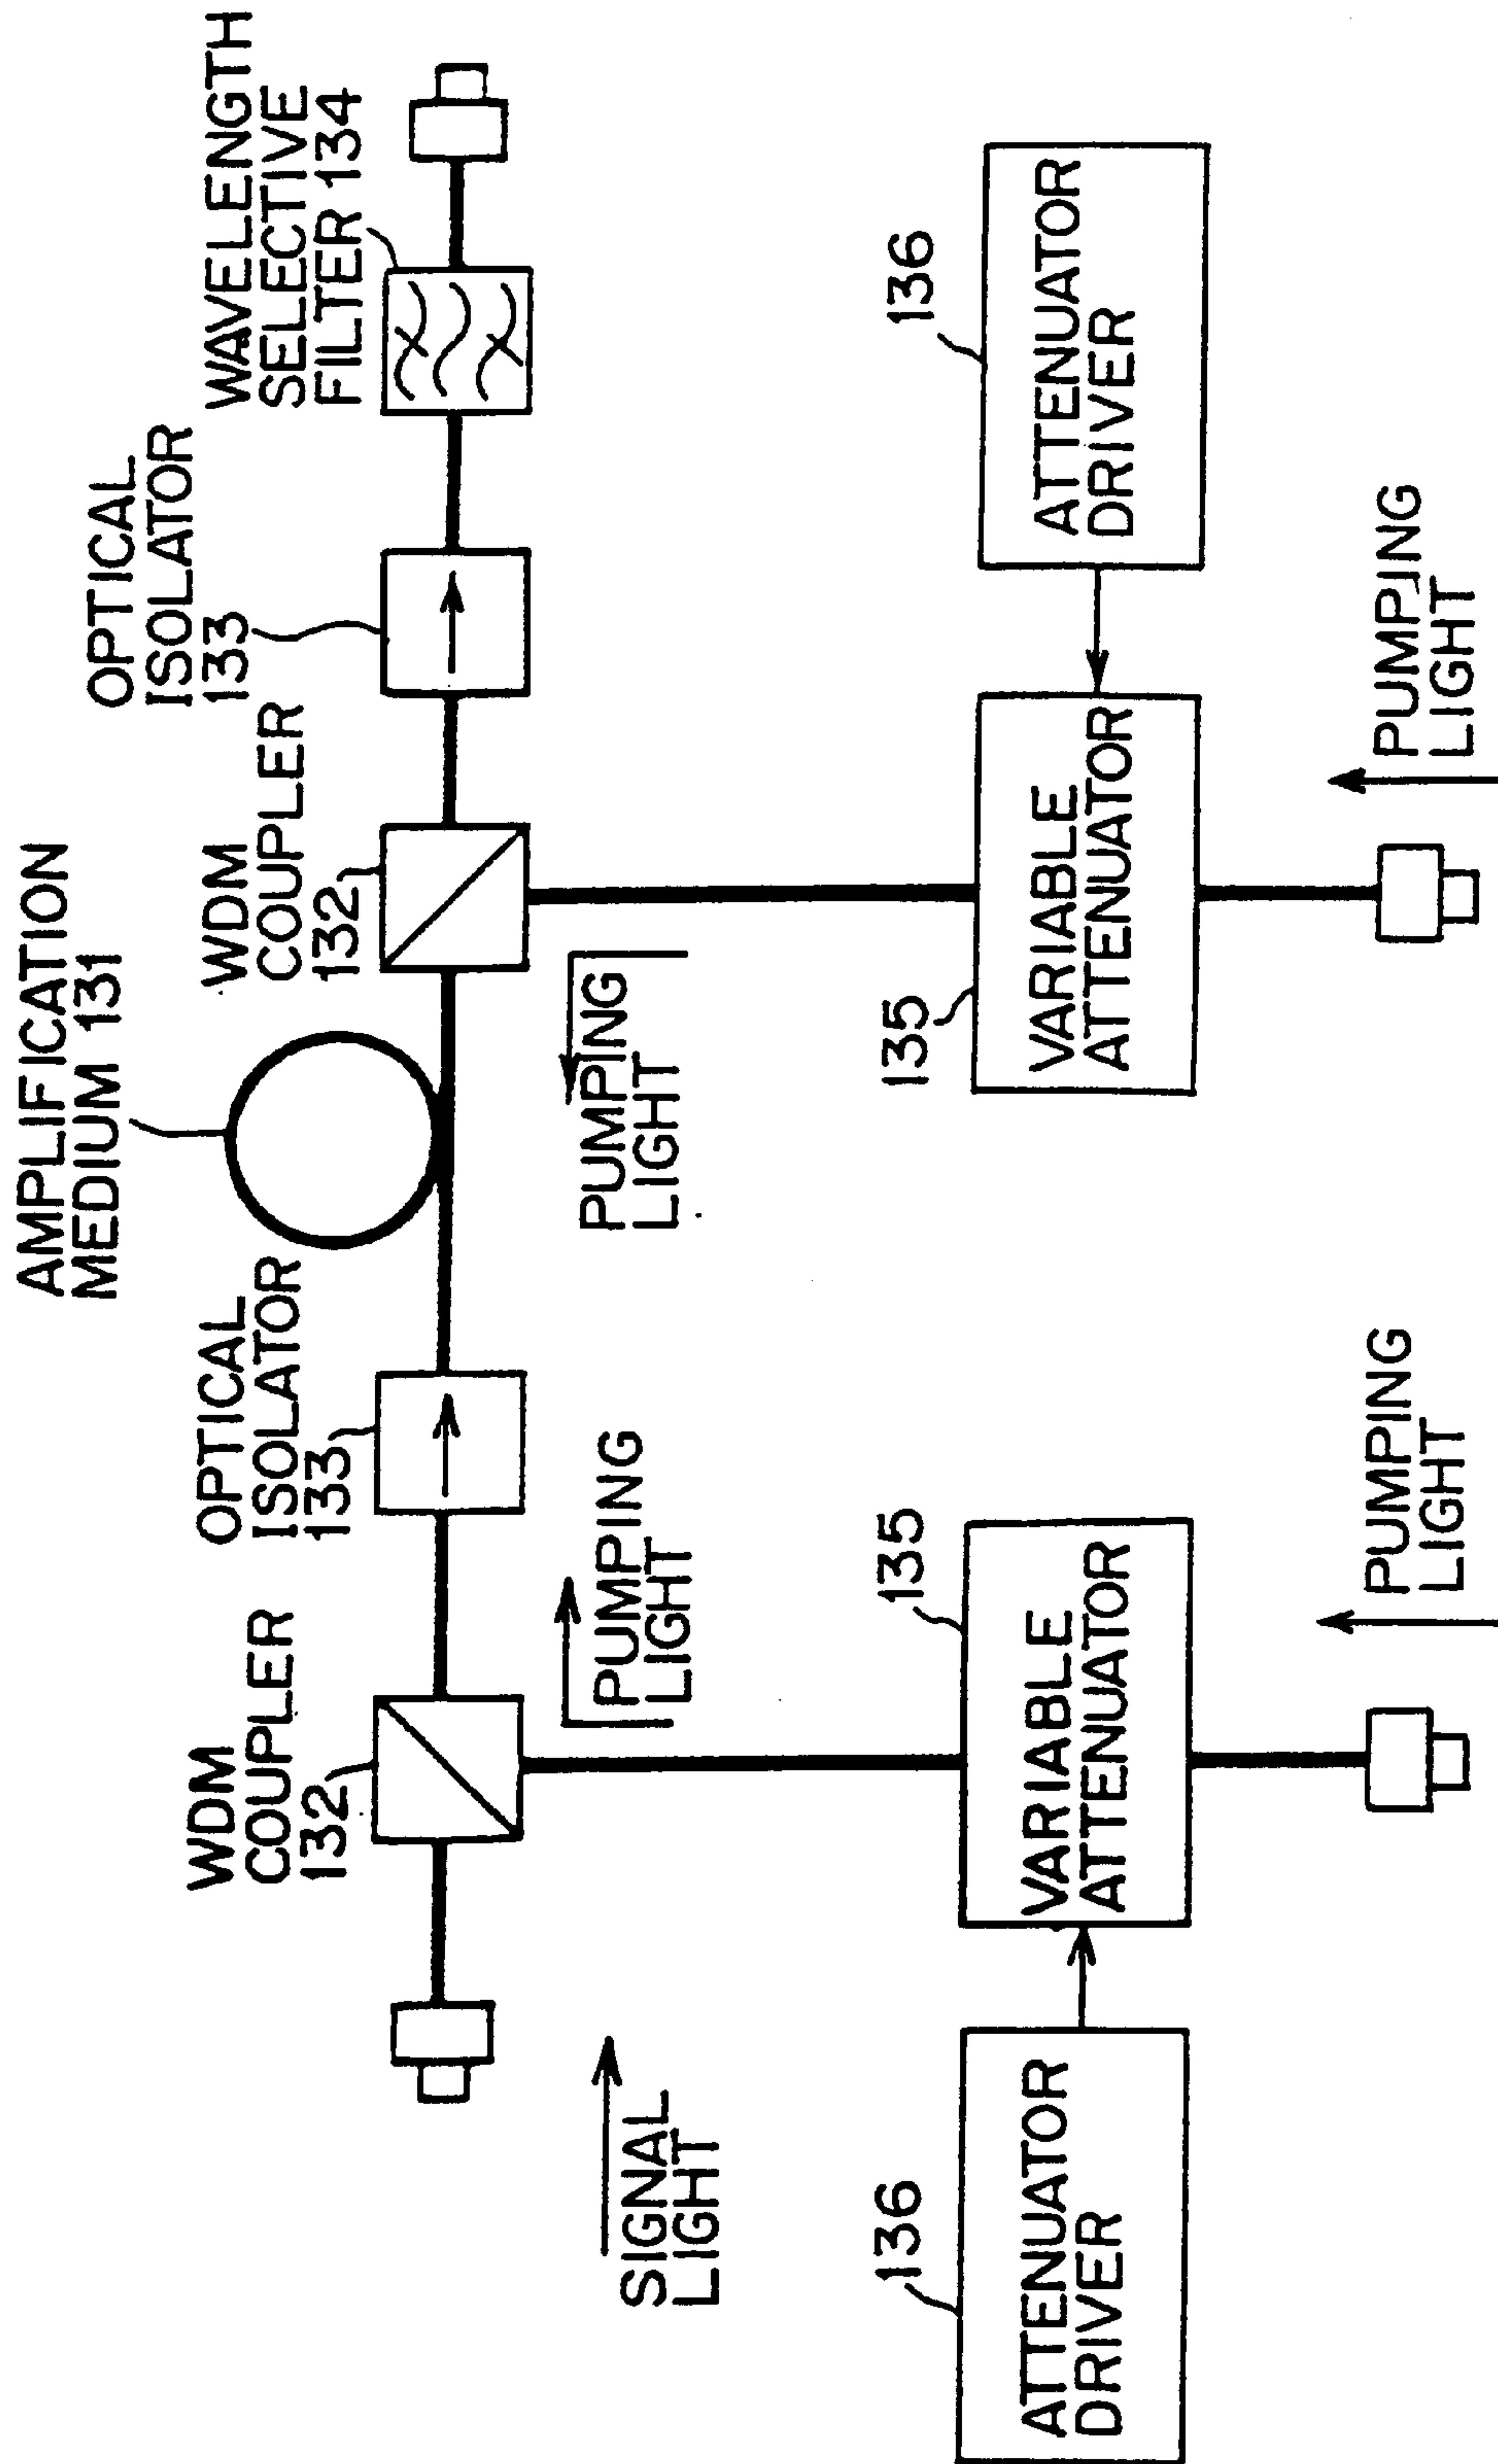 AMPLIFICATION
MEDIUM 131
WDM
COUPLER
132
OPTICAL
ISOLATOR
133
WDM
COUPLER
132
OPTICAL
ISOLATOR
133
WAVELENGTH
SELECTIVE
FILTER 134
SIGNAL
LIGHT
PUMPING
LIGHT
PUMPING
LIGHT
136
ATTENUATOR
DRIVER
135
VARIABLE
ATTENUATOR
135
VARIABLE
ATTENUATOR
136
ATTENUATOR
DRIVER
PUMPING
LIGHT
PUMPING
LIGHT